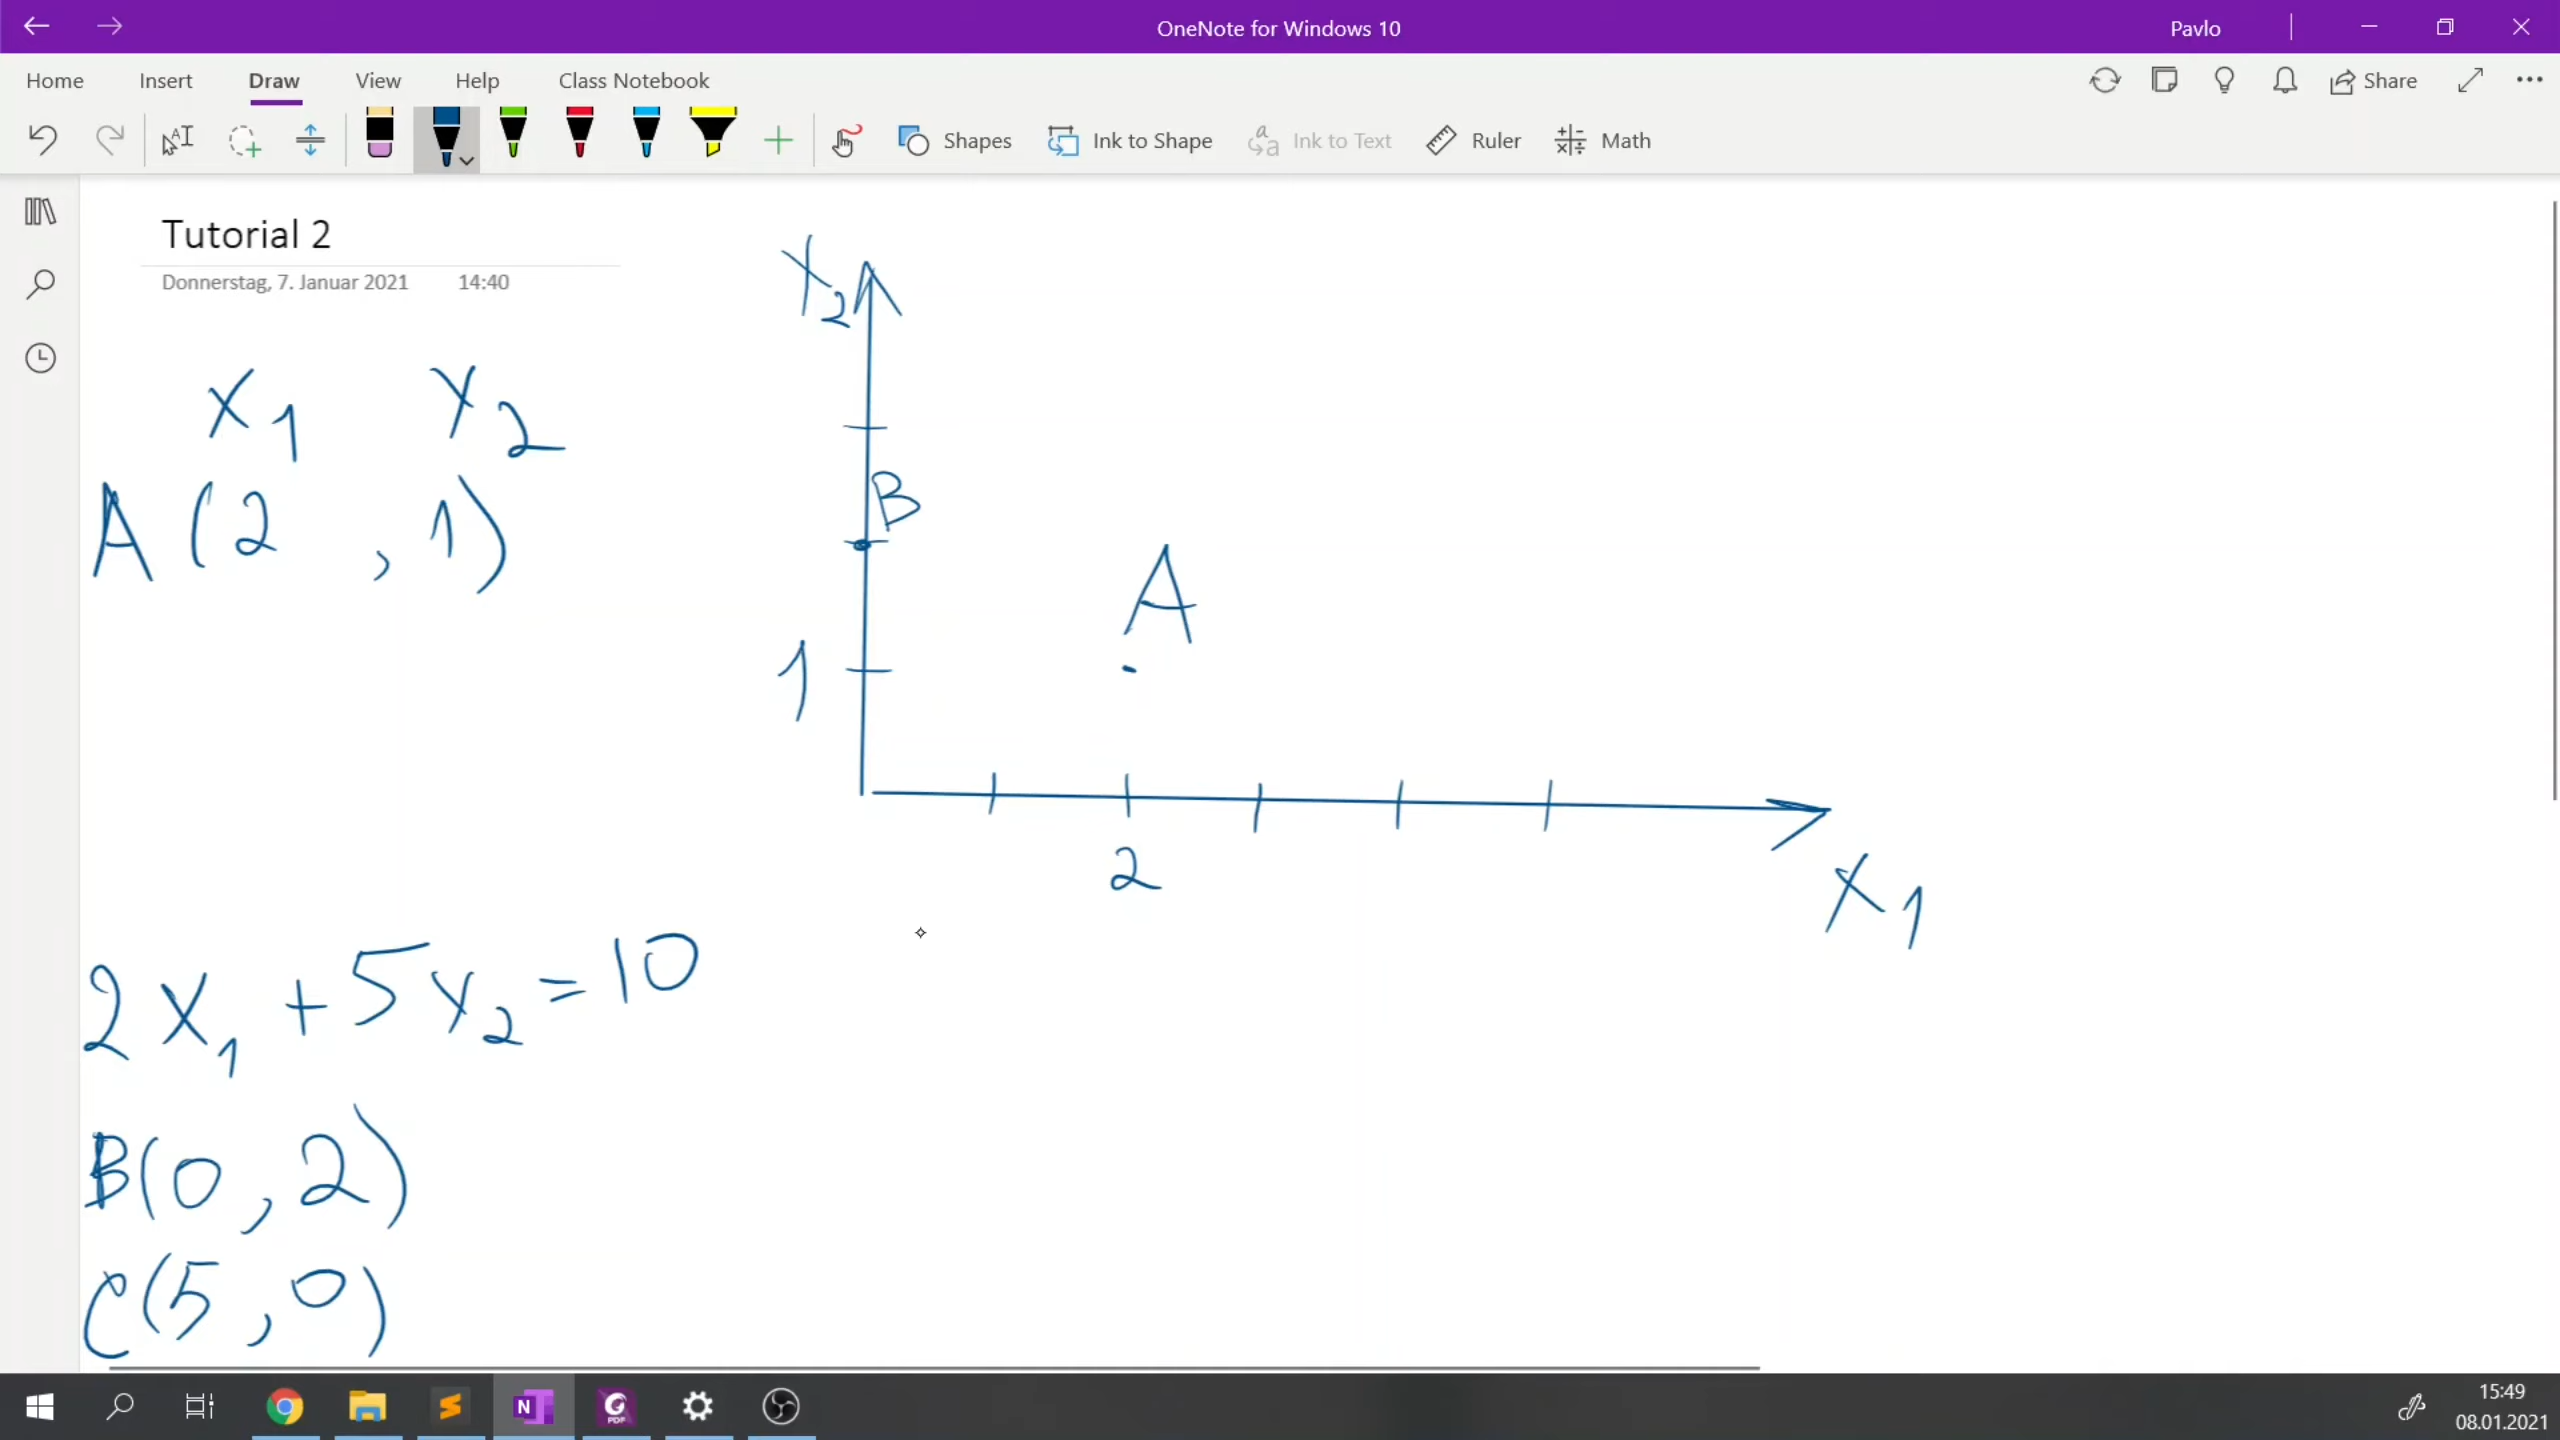 OneNote for Windows 10
Pavlo
Home Insert Draw View Help Class Notebook
Share
Shapes
Ink to Shape
Ink to Text
Ruler
Math
Tutorial 2
Donnerstag, 7. Januar 2021 14:40
x1 x2
A (2 , 1)
2x1 + 5x2 = 10
B(0 , 2)
C(5 , 0)
x2
B
A
1
2
x1
15:49
08.01.2021